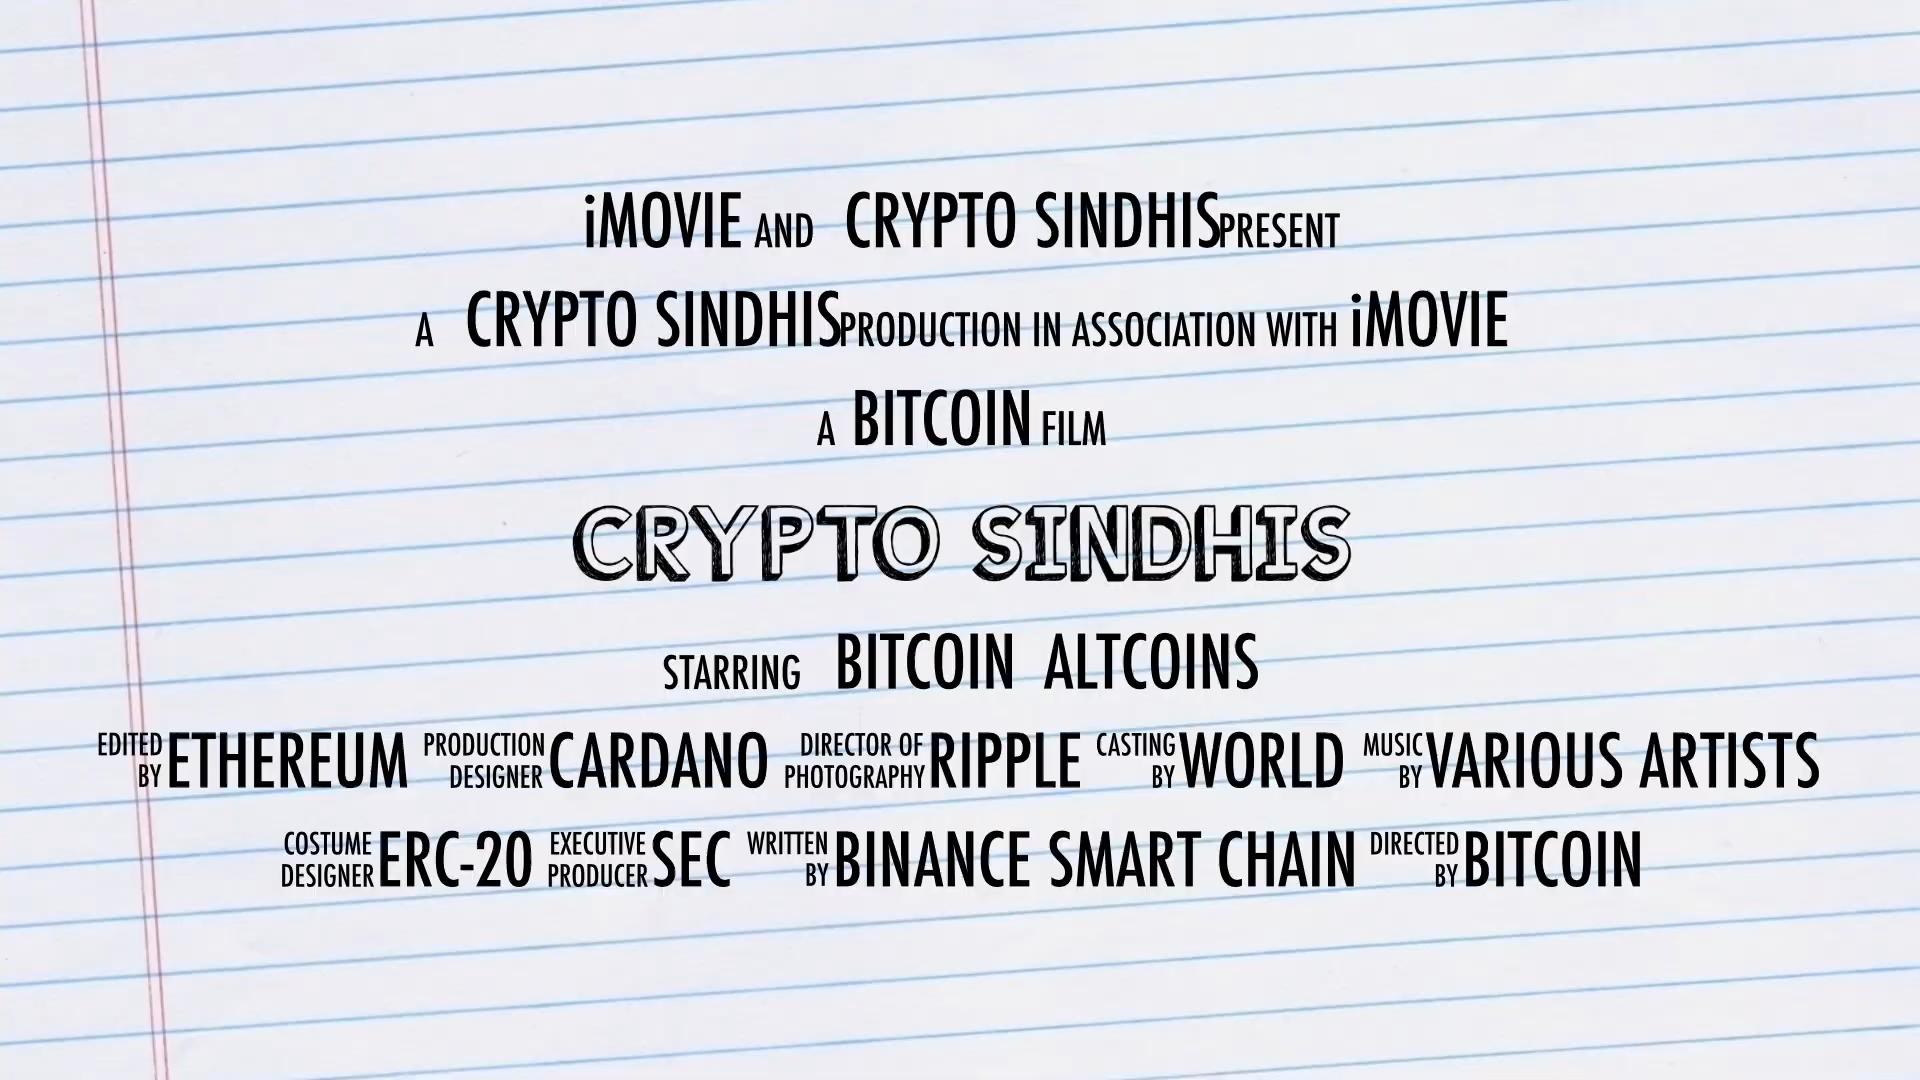 iMOVIE AND CRYPTO SINDHIS PRESENT
A CRYPTO SINDHIS PRODUCTION IN ASSOCIATION WITH iMOVIE
A BITCOIN FILM
CRYPTO SINDHIS
STARRING BITCOIN ALTCOINS
EDITED BY ETHEREUM PRODUCTION DESIGNER CARDANO DIRECTOR OF PHOTOGRAPHY RIPPLE CASTING BY WORLD MUSIC BY VARIOUS ARTISTS
COSTUME DESIGNER ERC-20 EXECUTIVE PRODUCER SEC WRITTEN BY BINANCE SMART CHAIN DIRECTED BY BITCOIN